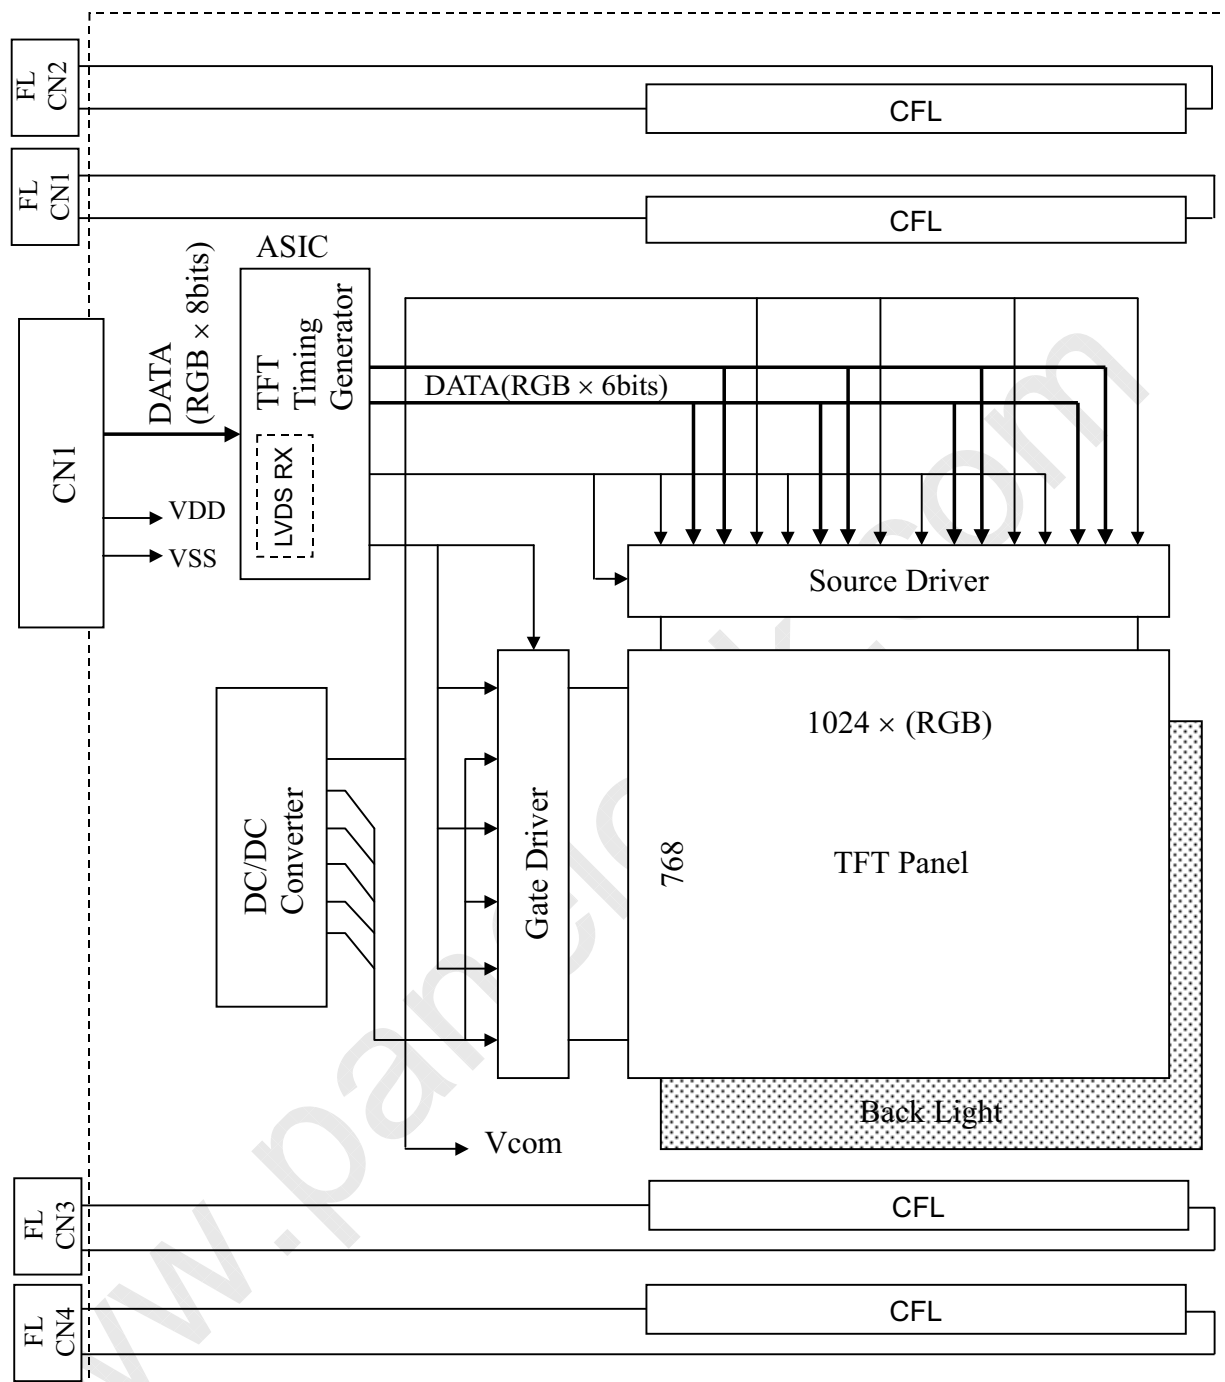 FL
CN2
CFL
FL
CN1
CFL
ASIC
DATA
(RGB × 8bits)
TFT
Timing
Generator
LVDS RX
DATA(RGB × 6bits)
CN1
VDD
VSS
Source Driver
1024 × (RGB)
768
TFT Panel
DC/DC
Converter
Gate Driver
Back Light
Vcom
FL
CN3
CFL
FL
CN4
CFL